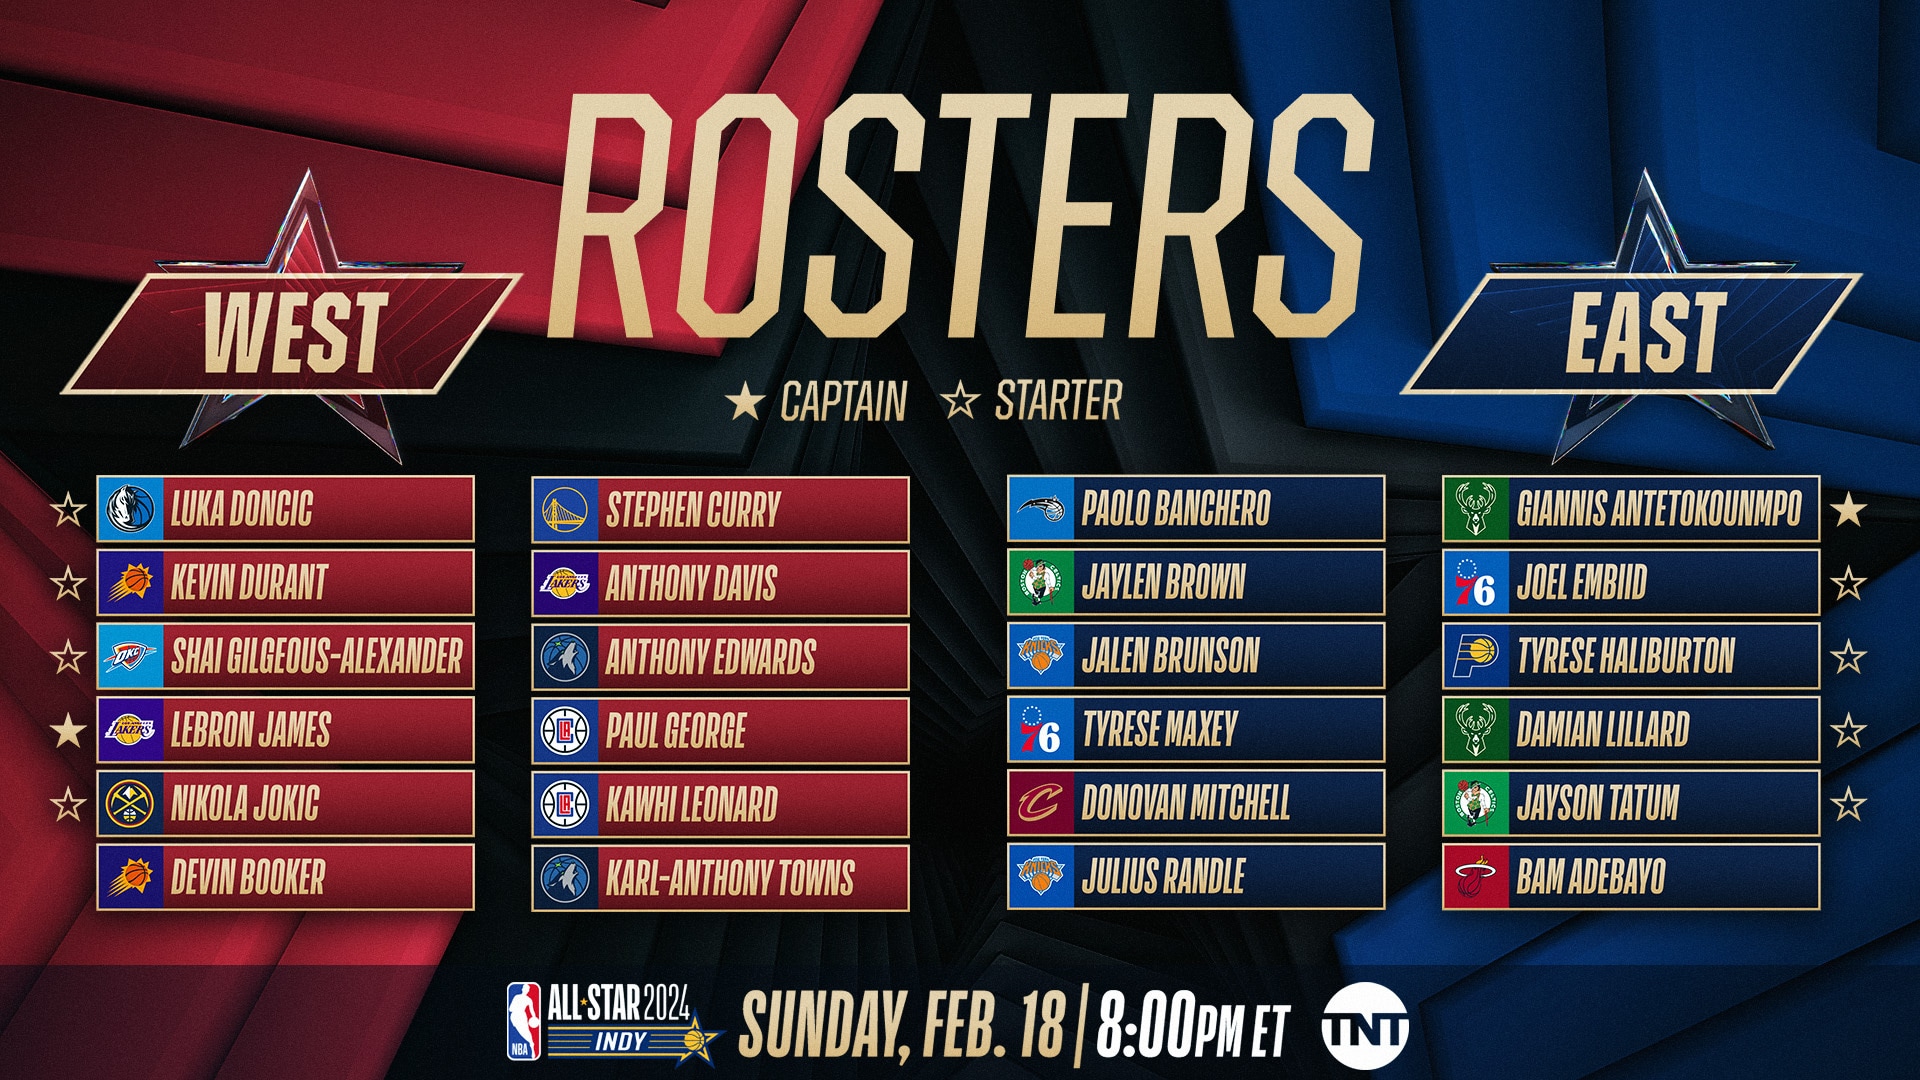 ROSTERS
WEST
EAST
★ CAPTAIN ☆ STARTER
☆ LUKA DONCIC
☆ KEVIN DURANT
☆ SHAI GILGEOUS-ALEXANDER
★ LEBRON JAMES
☆ NIKOLA JOKIC
DEVIN BOOKER
STEPHEN CURRY
ANTHONY DAVIS
ANTHONY EDWARDS
PAUL GEORGE
KAWHI LEONARD
KARL-ANTHONY TOWNS
PAOLO BANCHERO
JAYLEN BROWN
JALEN BRUNSON
TYRESE MAXEY
DONOVAN MITCHELL
JULIUS RANDLE
GIANNIS ANTETOKOUNMPO ★
JOEL EMBIID ☆
TYRESE HALIBURTON ☆
DAMIAN LILLARD ☆
JAYSON TATUM ☆
BAM ADEBAYO
NBA
ALL★STAR 2024
INDY
SUNDAY, FEB. 18 | 8:00PM ET
TNT